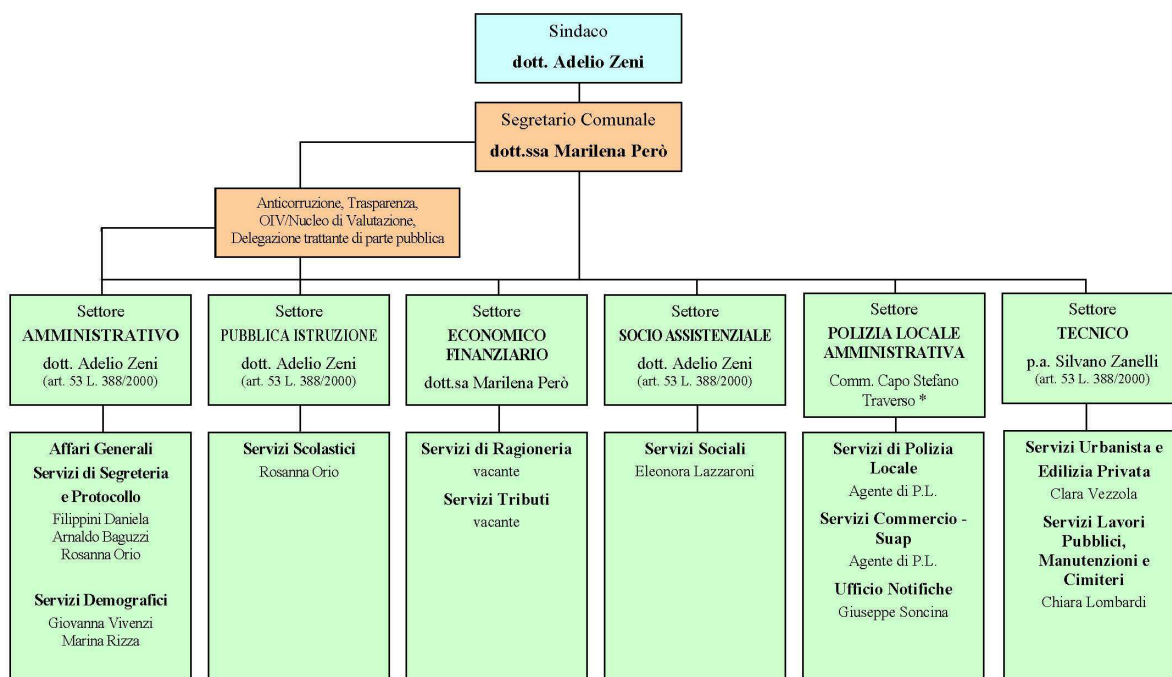 Sindaco
dott. Adelio Zeni
Segretario Comunale
dott.ssa Marilena Però
Anticorruzione, Trasparenza,
OIV/Nucleo di Valutazione,
Delegazione trattante di parte pubblica
Settore
AMMINISTRATIVO
dott. Adelio Zeni
(art. 53 L. 388/2000)
Settore
PUBBLICA ISTRUZIONE
dott. Adelio Zeni
(art. 53 L. 388/2000)
Settore
ECONOMICO
FINANZIARIO
dott.sa Marilena Però
Settore
SOCIO ASSISTENZIALE
dott. Adelio Zeni
(art. 53 L. 388/2000)
Settore
POLIZIA LOCALE
AMMINISTRATIVA
Comm. Capo Stefano
Traverso *
Settore
TECNICO
p.a. Silvano Zanelli
(art. 53 L. 388/2000)
Affari Generali
Servizi di Segreteria
e Protocollo
Filippini Daniela
Arnaldo Baguzzi
Rosanna Orio
Servizi Demografici
Giovanna Vivenzi
Marina Rizza
Servizi Scolastici
Rosanna Orio
Servizi di Ragioneria
vacante
Servizi Tributi
vacante
Servizi Sociali
Eleonora Lazzaroni
Servizi di Polizia
Locale
Agente di P.L.
Servizi Commercio -
Suap
Agente di P.L.
Ufficio Notifiche
Giuseppe Soncina
Servizi Urbanista e
Edilizia Privata
Clara Vezzola
Servizi Lavori
Pubblici,
Manutenzioni e
Cimiteri
Chiara Lombardi